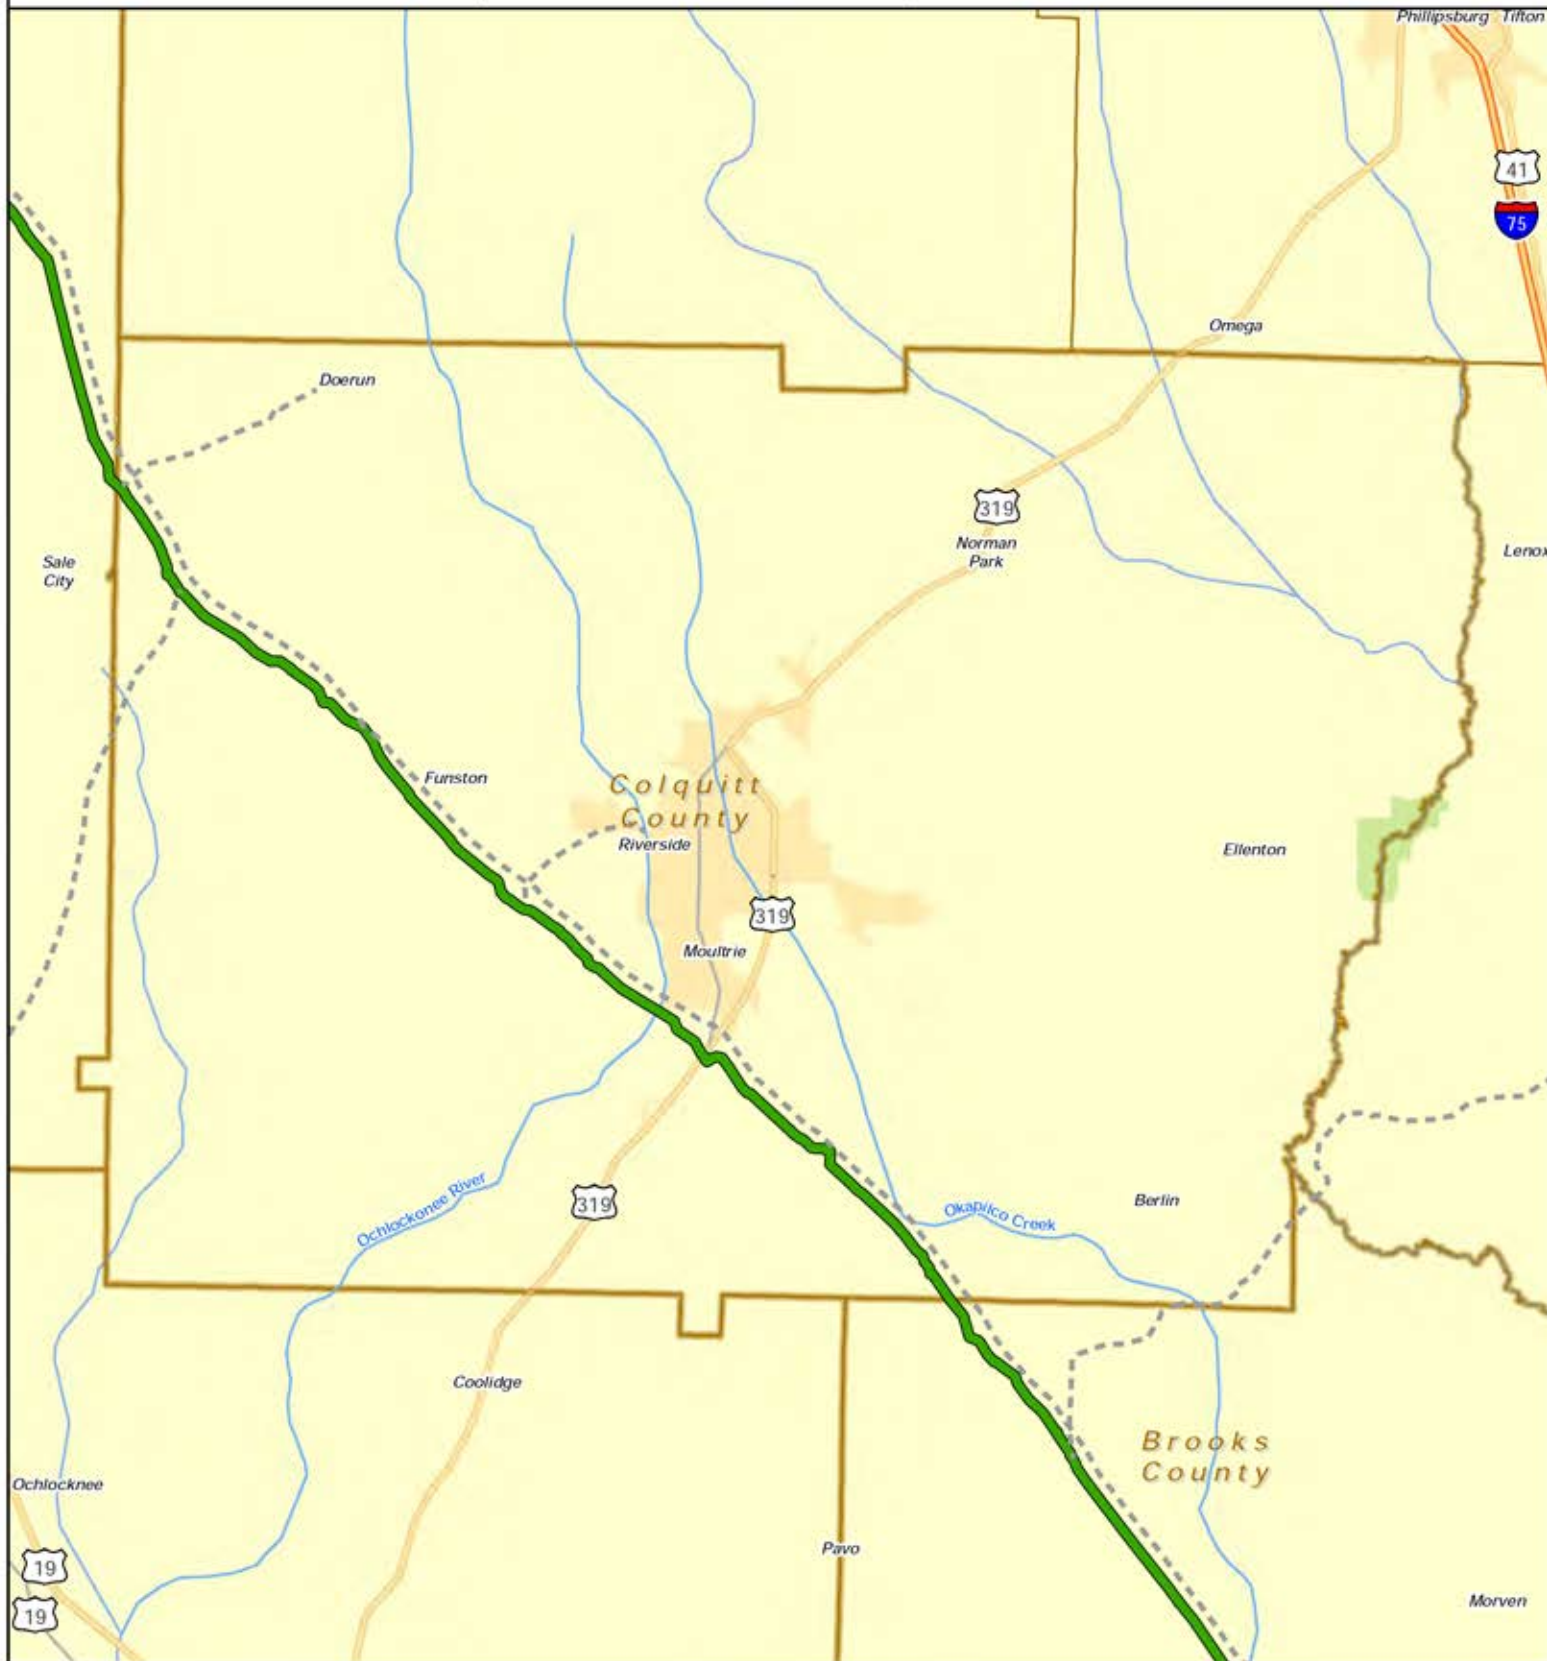 Phillipsburg Tifton
41
75
Omega
Doerun
319
Norman
Park
Sale
City
Lenox
Funston
Colquitt
County
Riverside
Ellenton
319
Moultrie
Ochlockonee River
319
Okapilco Creek
Berlin
Coolidge
Brooks
County
Ochlocknee
Pavo
19
Morven
19